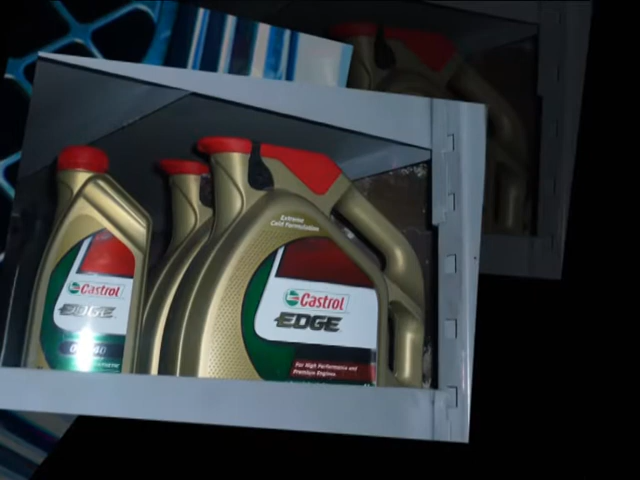 Castrol
EDGE
Extreme
Cold Formulation
Castrol
EDGE
For High Performance and
Premium Engines